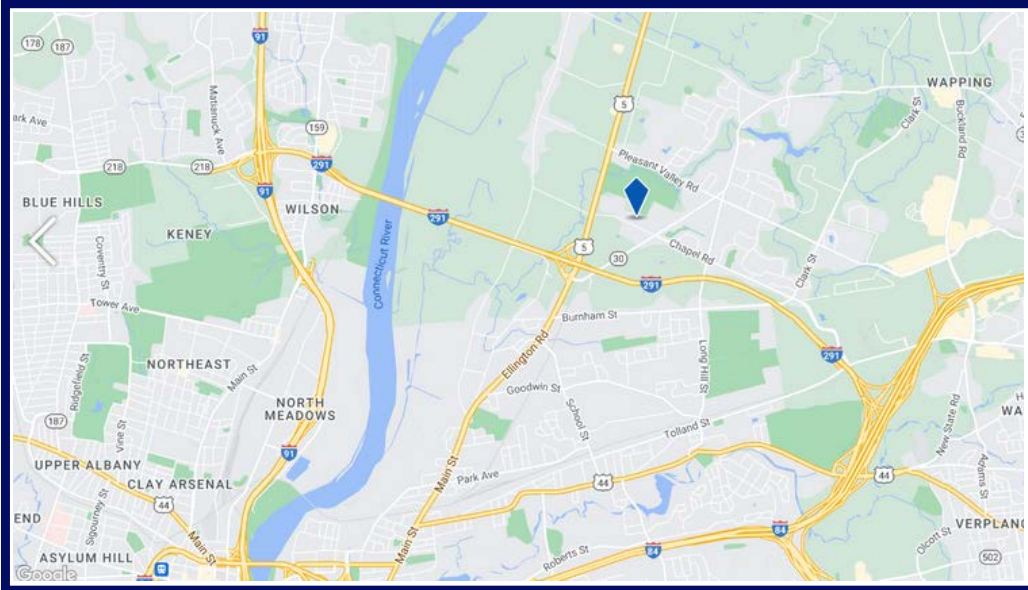 91
178
187
5
WAPPING
Clark St
Buckland Rd
Matianuck Ave
ark Ave
159
218
218
291
Pleasant Valley Rd
91
BLUE HILLS
WILSON
291
KENEY
Connecticut River
5
30
Chapel Rd
Clark St
Coventry St
291
291
Tower Ave
Burnham St
Ellington Rd
Long Hill St
291
NORTHEAST
Ridgefield St
Main St
Goodwin St
School St
NORTH
MEADOWS
187
Vine St
Tolland St
New State Rd
WA
91
Main St
UPPER ALBANY
CLAY ARSENAL
Park Ave
44
44
Adams St
44
END
Sigourney St
Main St
Main St
84
VERPLANC
Olcott St
ASYLUM HILL
Roberts St
84
502
Google